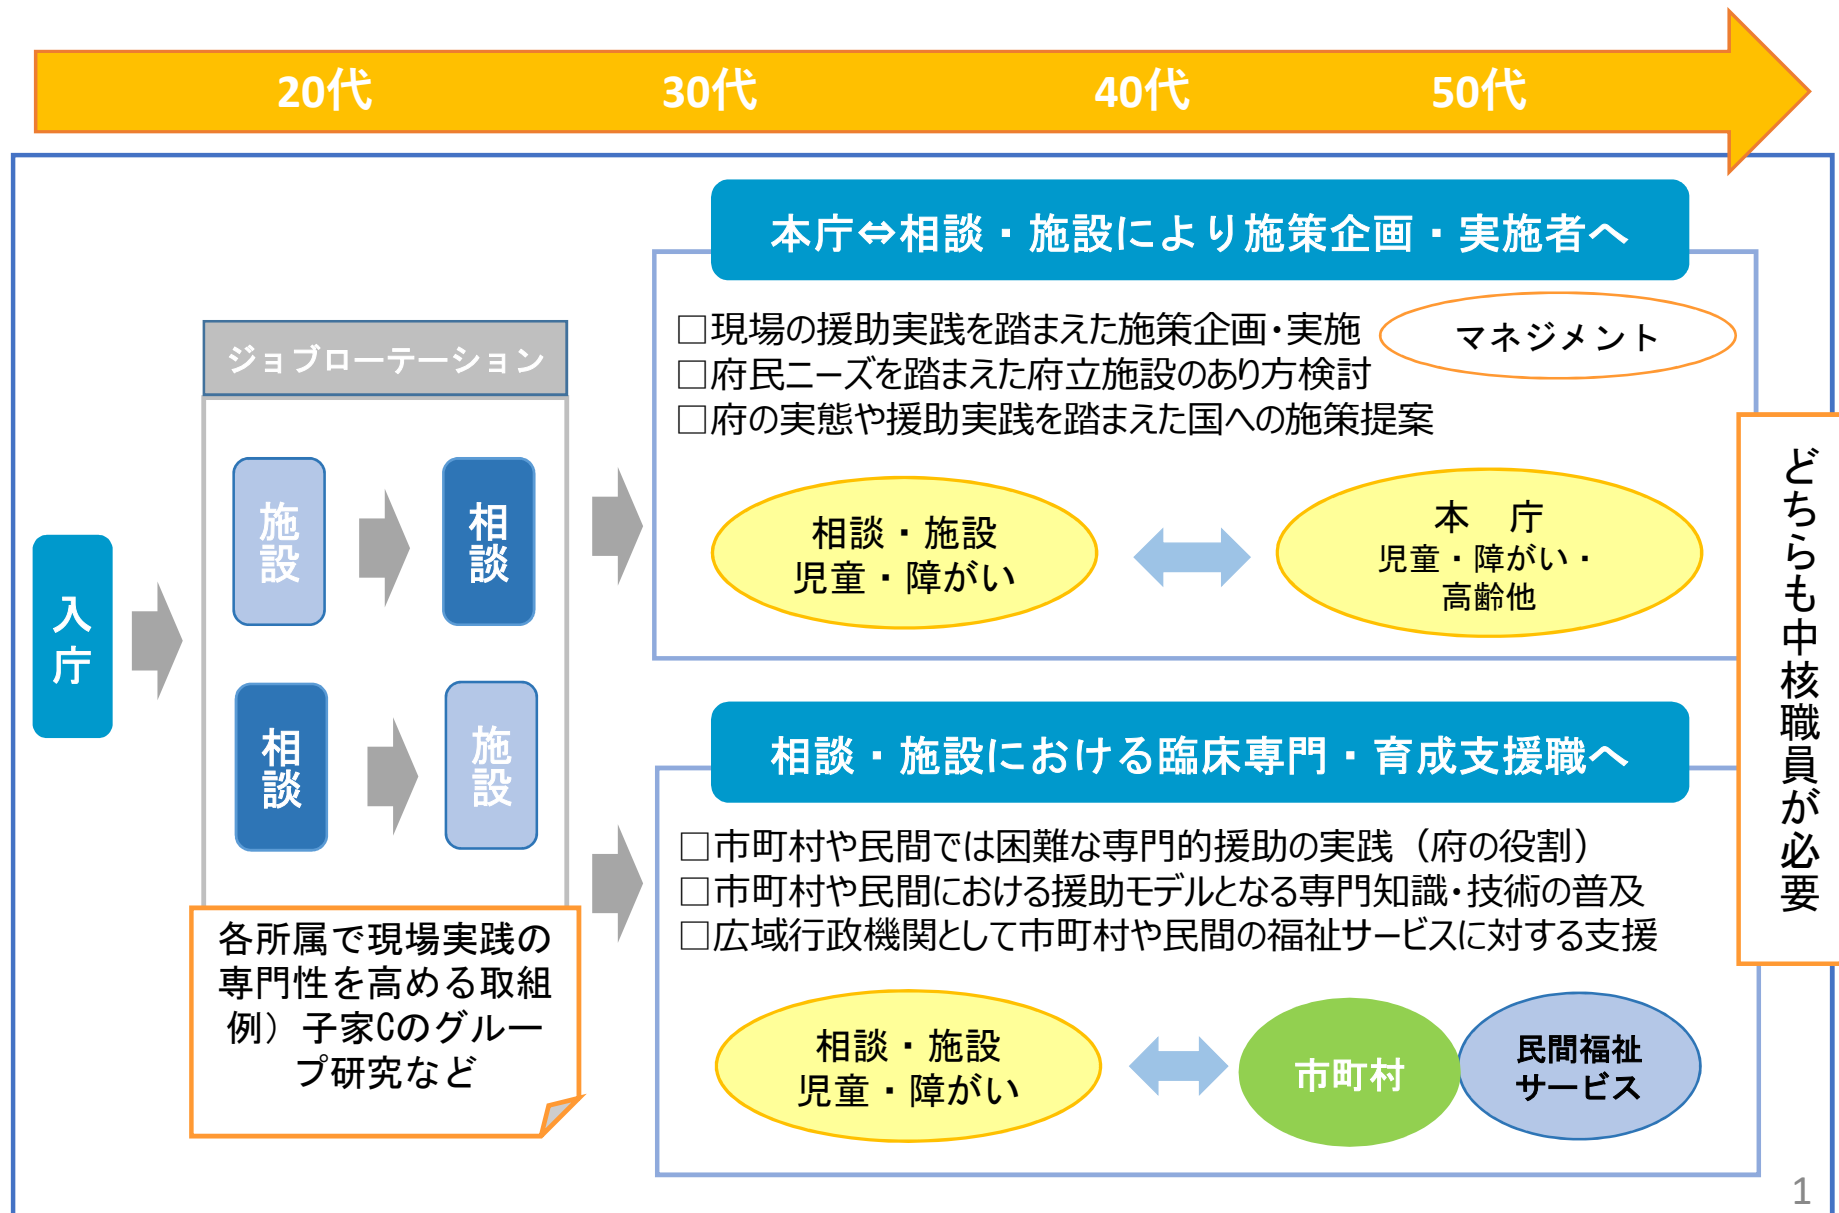 20代
30代
40代
50代
本庁⇔相談・施設により施策企画・実施者へ
□現場の援助実践を踏まえた施策企画・実施
□府民ニーズを踏まえた府立施設のあり方検討
□府の実態や援助実践を踏まえた国への施策提案
マネジメント
相談・施設
児童・障がい
本　庁
児童・障がい・
高齢他
ジョブローテーション
施設
相談
相談
施設
入庁
各所属で現場実践の
専門性を高める取組
例）子家Cのグルー
プ研究など
相談・施設における臨床専門・育成支援職へ
□市町村や民間では困難な専門的援助の実践（府の役割）
□市町村や民間における援助モデルとなる専門知識・技術の普及
□広域行政機関として市町村や民間の福祉サービスに対する支援
相談・施設
児童・障がい
市町村
民間福祉
サービス
どちらも中核職員が必要
1